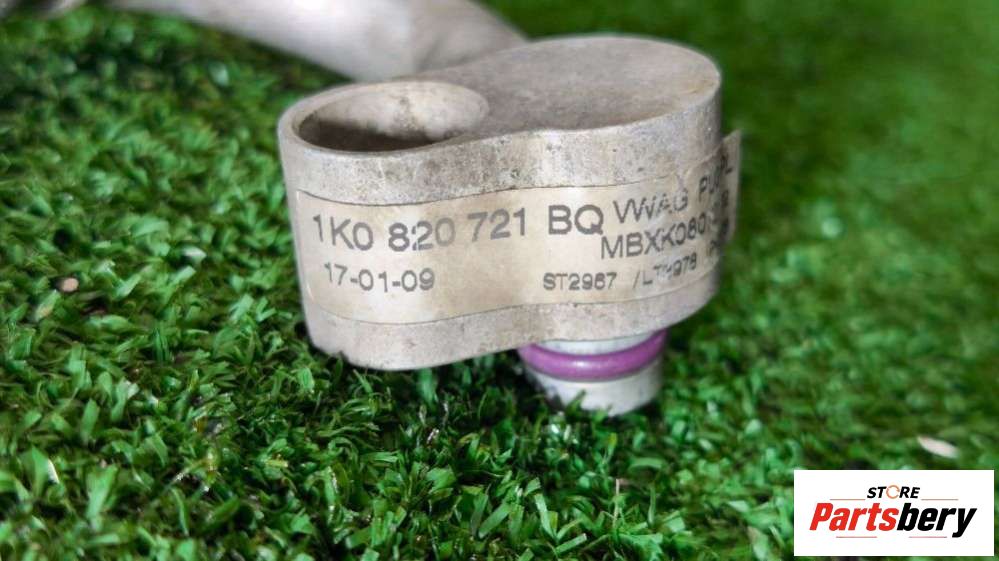 1K0 820 721 BQ VWAG
17-01-09 ST2967
STORE
Partsbery